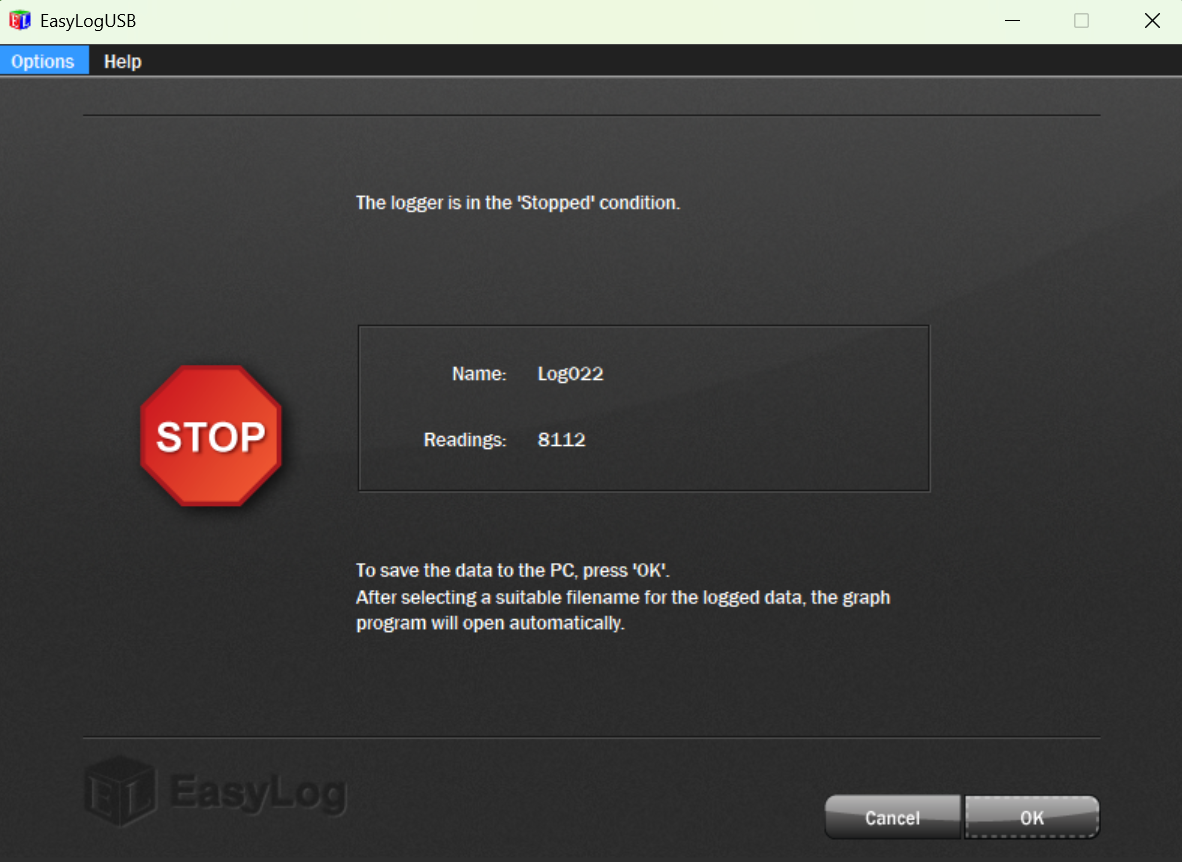 EasyLogUSB
Options Help
The logger is in the 'Stopped' condition.
STOP
Name: Log022
Readings: 8112
To save the data to the PC, press 'OK'.
After selecting a suitable filename for the logged data, the graph
program will open automatically.
EL EasyLog
Cancel OK